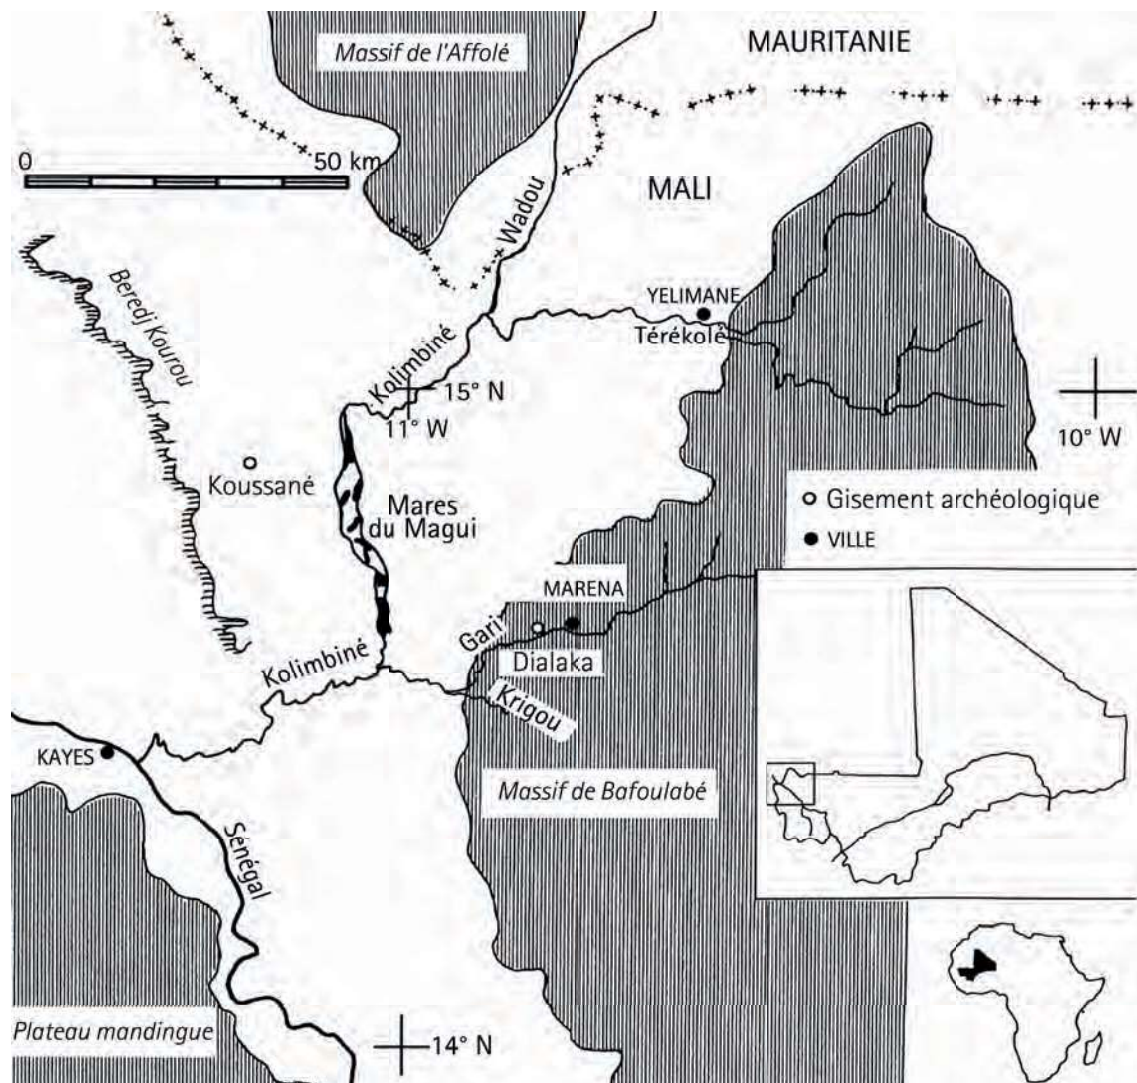 MAURITANIE
Massif de l'Affolé
0
50 km
MALI
Wadou
Beredj Kourou
YELIMANE
Térékolé
Kolimbiné
15° N
11° W
10° W
Koussané
Mares
du Magui
Gisement archéologique
VILLE
MARENA
Gari
Dialaka
Kolimbiné
Krigou
KAYES
Massif de Bafoulabé
Sénégal
Plateau mandingue
14° N